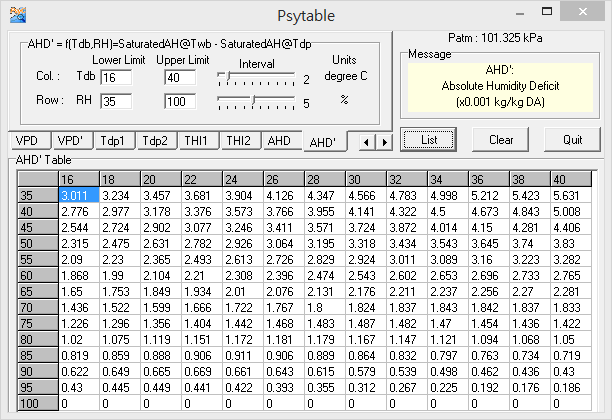 Psytable
AHD' = f(Tdb,RH)=SaturatedAH@Twb - SaturatedAH@Tdp
Lower Limit Upper Limit Interval Units
Col. : Tdb 16 40 2 degree C
Row : RH 35 100 5 %
Patm : 101.325 kPa
Message
AHD':
Absolute Humidity Deficit
(x0.001 kg/kg DA)
VPD VPD' Tdp1 Tdp2 THI1 THI2 AHD AHD'
List Clear Quit
AHD' Table
16 18 20 22 24 26 28 30 32 34 36 38 40
35 3.011 3.234 3.457 3.681 3.904 4.126 4.347 4.566 4.783 4.998 5.212 5.423 5.631
40 2.776 2.977 3.178 3.376 3.573 3.766 3.955 4.141 4.322 4.5 4.673 4.843 5.008
45 2.544 2.724 2.902 3.077 3.246 3.411 3.571 3.724 3.872 4.014 4.15 4.281 4.406
50 2.315 2.475 2.631 2.782 2.926 3.064 3.195 3.318 3.434 3.543 3.645 3.74 3.83
55 2.09 2.23 2.365 2.493 2.613 2.726 2.829 2.924 3.011 3.089 3.16 3.223 3.282
60 1.868 1.99 2.104 2.21 2.308 2.396 2.474 2.543 2.602 2.653 2.696 2.733 2.765
65 1.65 1.753 1.849 1.934 2.01 2.076 2.131 2.176 2.211 2.237 2.256 2.27 2.281
70 1.436 1.522 1.599 1.666 1.722 1.767 1.8 1.824 1.837 1.843 1.842 1.837 1.833
75 1.226 1.296 1.356 1.404 1.442 1.468 1.483 1.487 1.482 1.47 1.454 1.436 1.422
80 1.02 1.075 1.119 1.151 1.172 1.181 1.179 1.167 1.147 1.121 1.094 1.068 1.05
85 0.819 0.859 0.888 0.906 0.911 0.906 0.889 0.864 0.832 0.797 0.763 0.734 0.719
90 0.622 0.649 0.665 0.669 0.661 0.643 0.615 0.579 0.539 0.498 0.462 0.436 0.43
95 0.43 0.445 0.449 0.441 0.422 0.393 0.355 0.312 0.267 0.225 0.192 0.176 0.186
100 0 0 0 0 0 0 0 0 0 0 0 0 0